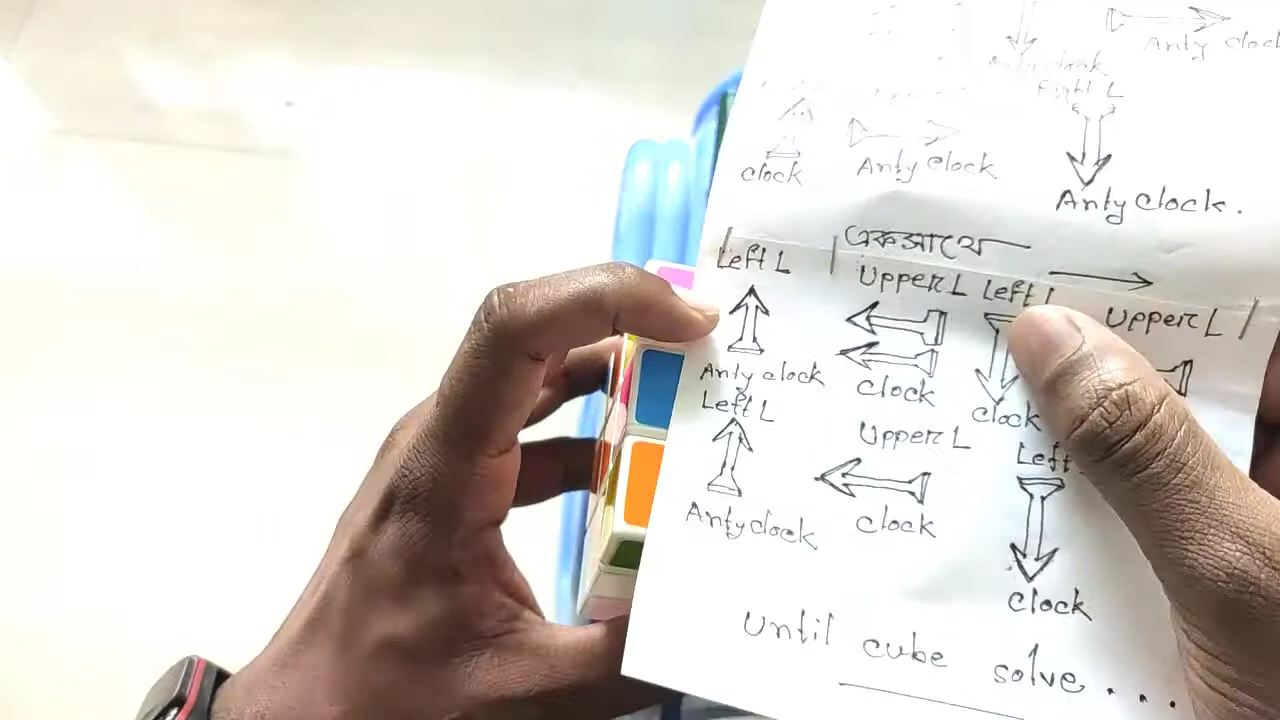 Anty Clock
Right L
Clock Anty Clock
Anty Clock.
একসাথে
Left L Upper L Left L Upper L
Anty clock Clock Clock
Left L Upper L Left
Anty clock Clock Clock
until cube solve....